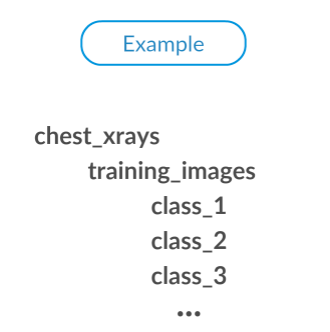 Example
chest_xrays
training_images
class_1
class_2
class_3
...